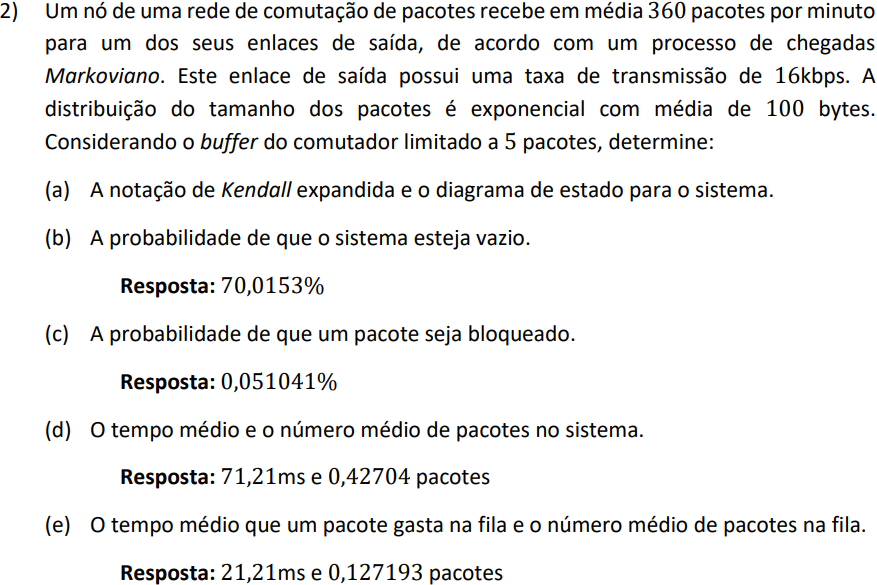 2) Um nó de uma rede de comutação de pacotes recebe em média 360 pacotes por minuto
para um dos seus enlaces de saída, de acordo com um processo de chegadas
Markoviano. Este enlace de saída possui uma taxa de transmissão de 16kbps. A
distribuição do tamanho dos pacotes é exponencial com média de 100 bytes.
Considerando o buffer do comutador limitado a 5 pacotes, determine:
(a) A notação de Kendall expandida e o diagrama de estado para o sistema.
(b) A probabilidade de que o sistema esteja vazio.
Resposta: 70,0153%
(c) A probabilidade de que um pacote seja bloqueado.
Resposta: 0,051041%
(d) O tempo médio e o número médio de pacotes no sistema.
Resposta: 71,21ms e 0,42704 pacotes
(e) O tempo médio que um pacote gasta na fila e o número médio de pacotes na fila.
Resposta: 21,21ms e 0,127193 pacotes